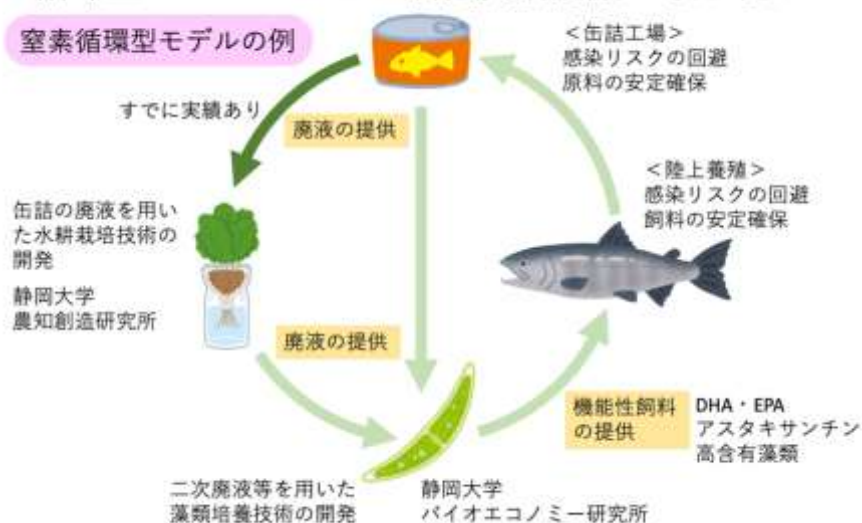 窒素循環型モデルの例
<缶詰工場>
感染リスクの回避
原料の安定確保
すでに実績あり
廃液の提供
<陸上養殖>
感染リスクの回避
飼料の安定確保
缶詰の廃液を用い
た水耕栽培技術の
開発
静岡大学
農知創造研究所
廃液の提供
機能性飼料
の提供
DHA・EPA
アスタキサンチン
高含有藻類
二次廃液等を用いた
藻類培養技術の開発
静岡大学
バイオエコノミー研究所